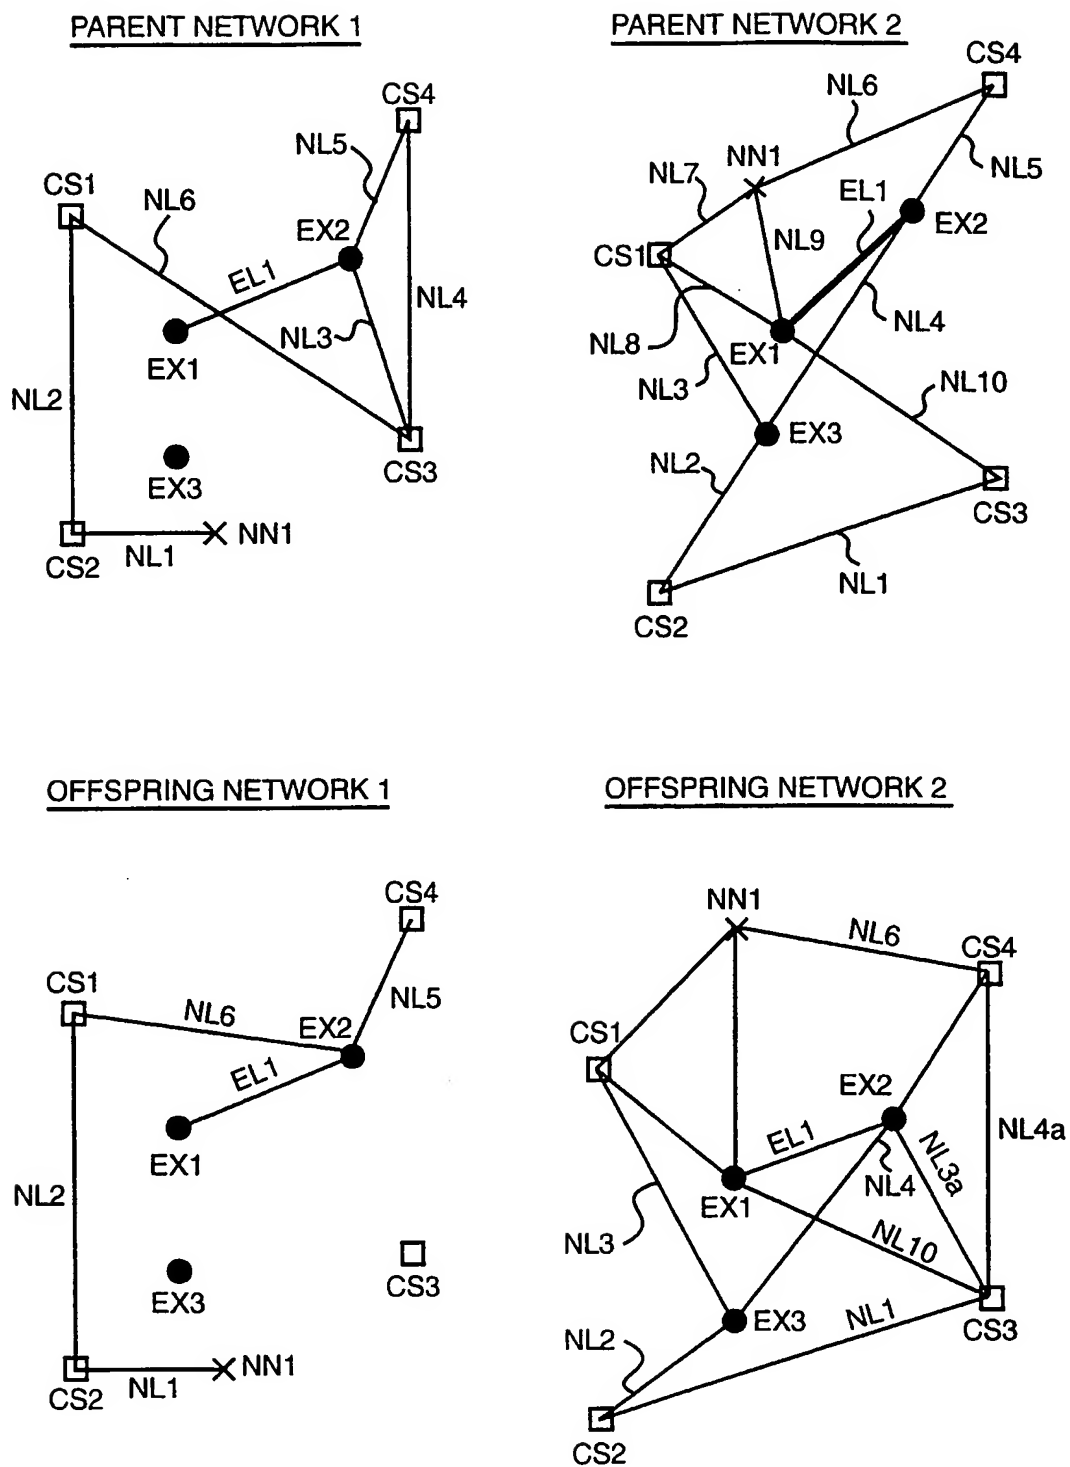 PARENT NETWORK 1
CS4
NL5
CS1
NL6
EX2
EL1
NL4
NL3
EX1
NL2
CS3
EX3
NN1
NL1
CS2
PARENT NETWORK 2
CS4
NL6
NN1
NL7
EL1
NL5
EX2
NL9
CS1
NL4
NL8
EX1
NL3
NL10
EX3
NL2
CS3
NL1
CS2
OFFSPRING NETWORK 1
CS4
CS1
NL6
EX2
NL5
EL1
EX1
NL2
CS3
EX3
NN1
NL1
CS2
OFFSPRING NETWORK 2
NN1
NL6
CS4
CS1
EX2
EL1
NL4a
NL3a
NL4
EX1
NL3
NL10
NL1
EX3
CS3
NL2
CS2